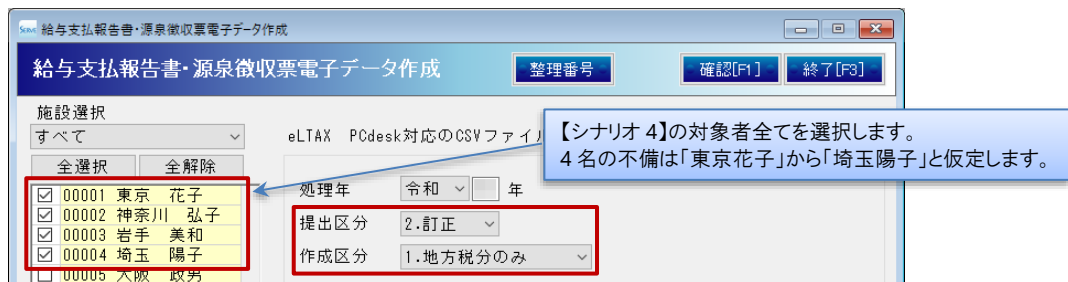 給与支払報告書・源泉徴収票電子データ作成
給与支払報告書・源泉徴収票電子データ作成
整理番号
確認[F1]
終了[F3]
施設選択
すべて
eLTAX PCdesk対応のCSVファイル
【シナリオ4】の対象者全てを選択します。
4名の不備は「東京花子」から「埼玉陽子」と仮定します。
全選択 全解除
00001 東京 花子
00002 神奈川 弘子
00003 岩手 美和
00004 埼玉 陽子
00005 大阪 政男
処理年 令和 年
提出区分 2.訂正
作成区分 1.地方税分のみ